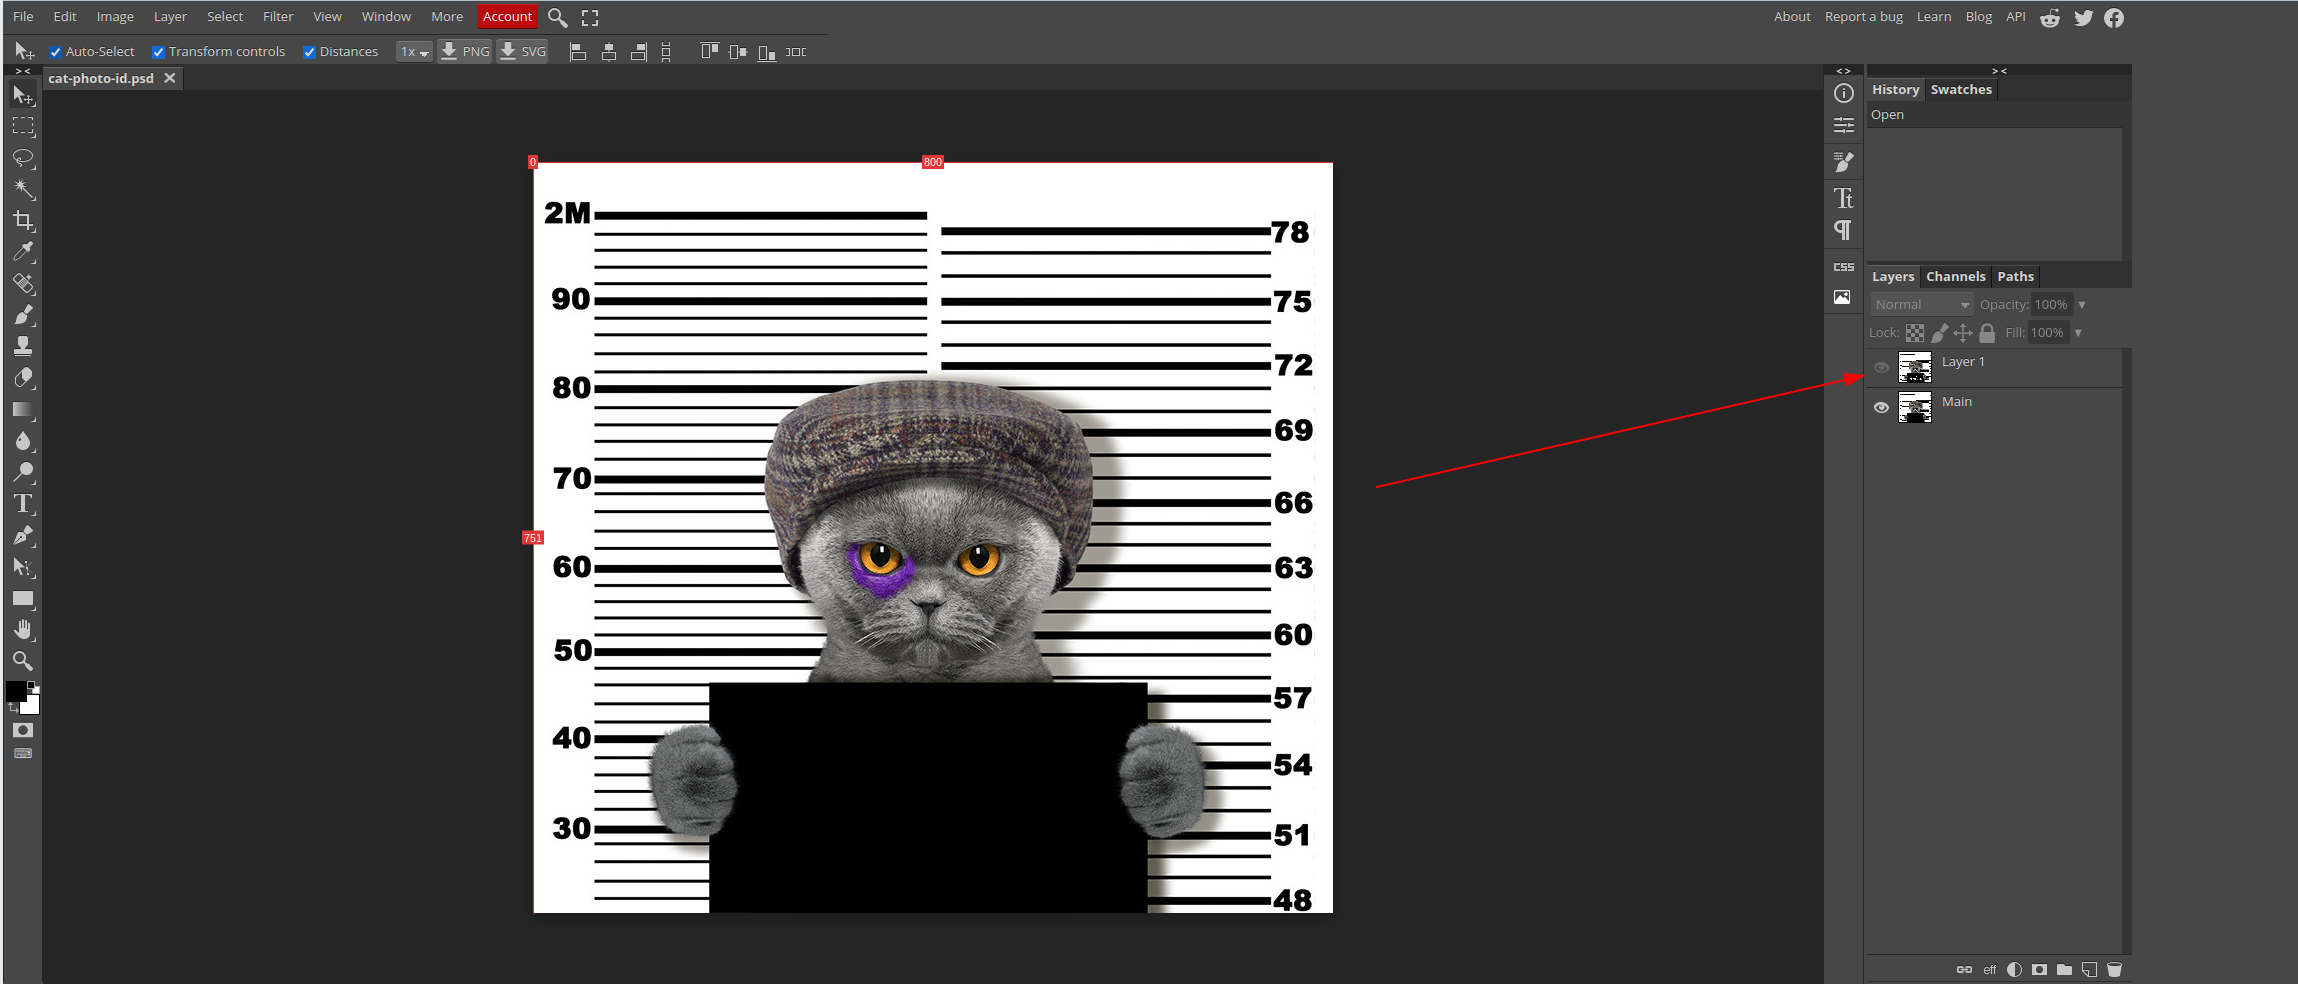 File Edit Image Layer Select Filter View Window More Account
About Report a bug Learn Blog API
Auto-Select Transform controls Distances 1x PNG SVG
> <
cat-photo-id.psd
< >
> <
History Swatches
Open
Tt
CSS
Layers Channels Paths
Normal Opacity: 100%
Lock: Fill: 100%
Layer 1
Main
eff
T
0
800
751
2M
90
80
70
60
50
40
30
78
75
72
69
66
63
60
57
54
51
48